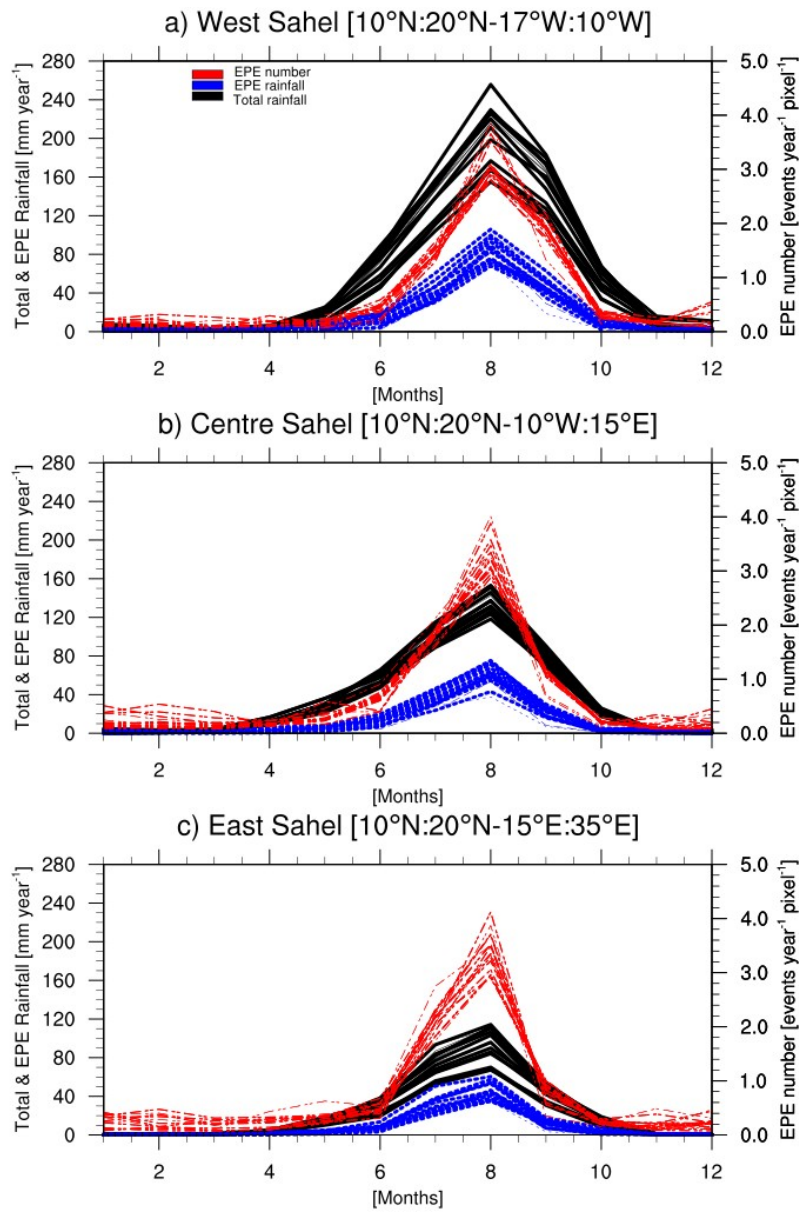 a) West Sahel [10°N:20°N-17°W:10°W]
280
240
200
160
120
80
40
0
Total & EPE Rainfall [mm year⁻¹]
EPE number
EPE rainfall
Total rainfall
5.0
4.0
3.0
2.0
1.0
0.0
EPE number [events year⁻¹ pixel⁻¹]
2 4 6 8 10 12
[Months]
b) Centre Sahel [10°N:20°N-10°W:15°E]
280
240
200
160
120
80
40
0
Total & EPE Rainfall [mm year⁻¹]
5.0
4.0
3.0
2.0
1.0
0.0
EPE number [events year⁻¹ pixel⁻¹]
2 4 6 8 10 12
[Months]
c) East Sahel [10°N:20°N-15°E:35°E]
280
240
200
160
120
80
40
0
Total & EPE Rainfall [mm year⁻¹]
5.0
4.0
3.0
2.0
1.0
0.0
EPE number [events year⁻¹ pixel⁻¹]
2 4 6 8 10 12
[Months]